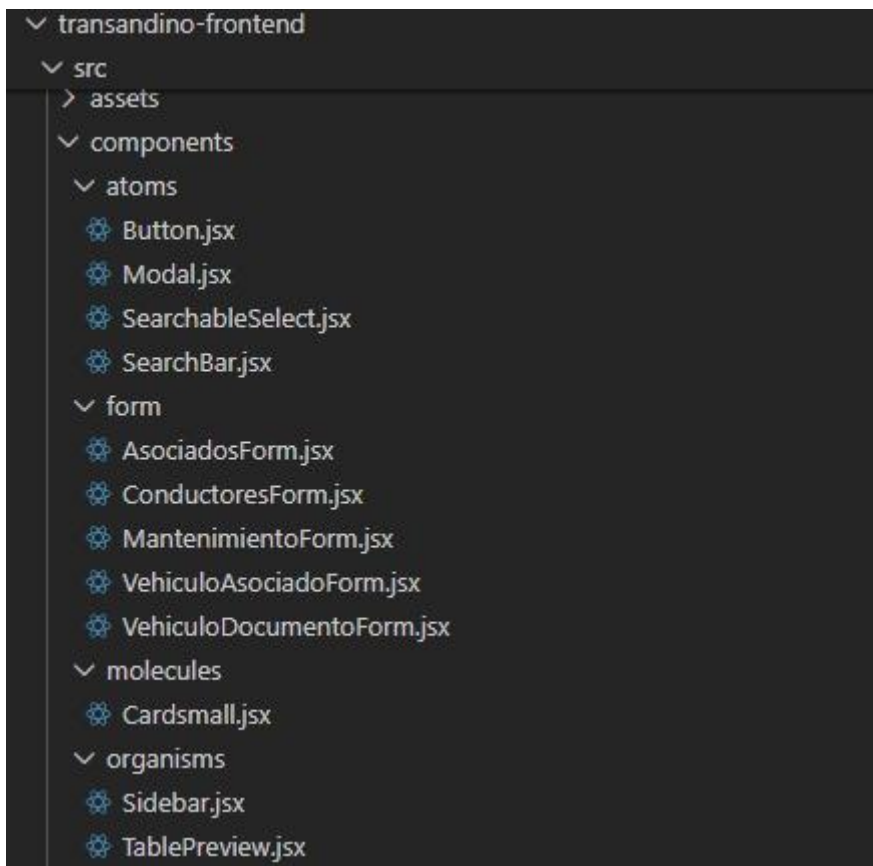 transandino-frontend
src
assets
components
atoms
Button.jsx
Modal.jsx
SearchableSelect.jsx
SearchBar.jsx
form
AsociadosForm.jsx
ConductoresForm.jsx
MantenimientoForm.jsx
VehiculoAsociadoForm.jsx
VehiculoDocumentoForm.jsx
molecules
Cardsmall.jsx
organisms
Sidebar.jsx
TablePreview.jsx